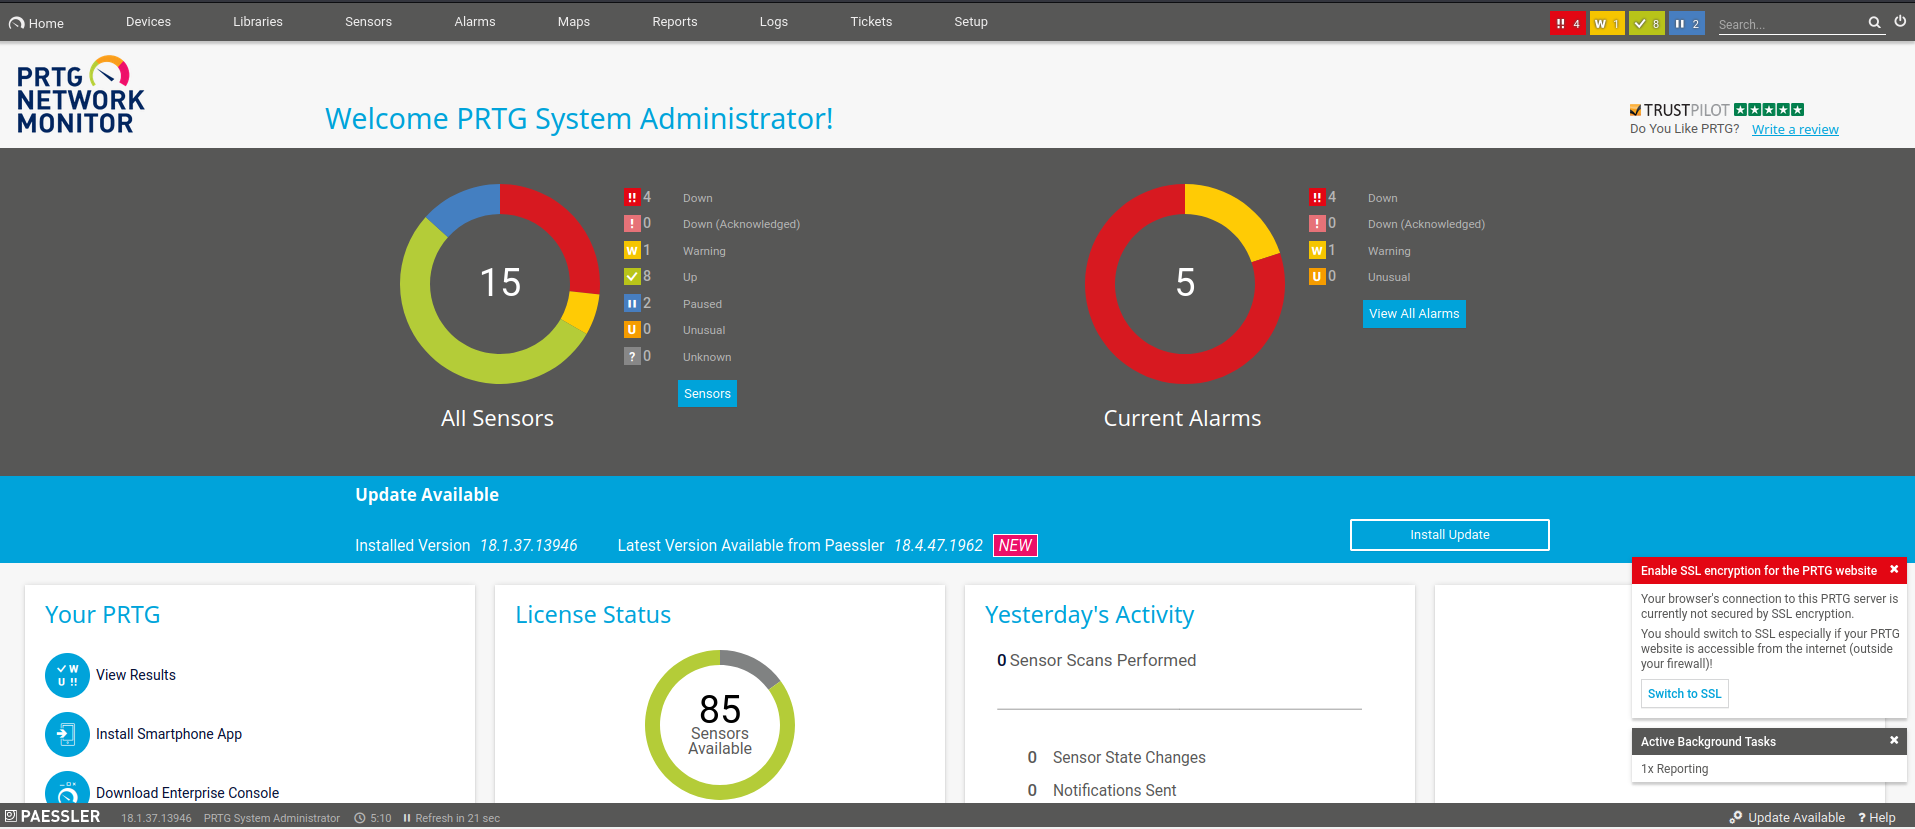 Home Devices Libraries Sensors Alarms Maps Reports Logs Tickets Setup !! 4 W 1 8 2 Search...
PRTG
NETWORK
MONITOR
Welcome PRTG System Administrator!
TRUSTPILOT
Do You Like PRTG? Write a review
15
!! 4 Down
! 0 Down (Acknowledged)
W 1 Warning
8 Up
2 Paused
U 0 Unusual
? 0 Unknown
Sensors
All Sensors
5
!! 4 Down
! 0 Down (Acknowledged)
W 1 Warning
U 0 Unusual
View All Alarms
Current Alarms
Update Available
Installed Version 18.1.37.13946 Latest Version Available from Paessler 18.4.47.1962 NEW
Install Update
Your PRTG
W
U !!
View Results
Install Smartphone App
Download Enterprise Console
License Status
85
Sensors
Available
Yesterday's Activity
0 Sensor Scans Performed
0 Sensor State Changes
0 Notifications Sent
Enable SSL encryption for the PRTG website
Your browser's connection to this PRTG server is
currently not secured by SSL encryption.
You should switch to SSL especially if your PRTG
website is accessible from the internet (outside
your firewall)!
Switch to SSL
Active Background Tasks
1x Reporting
PAESSLER 18.1.37.13946 PRTG System Administrator 5:10 Refresh in 21 sec Update Available ? Help